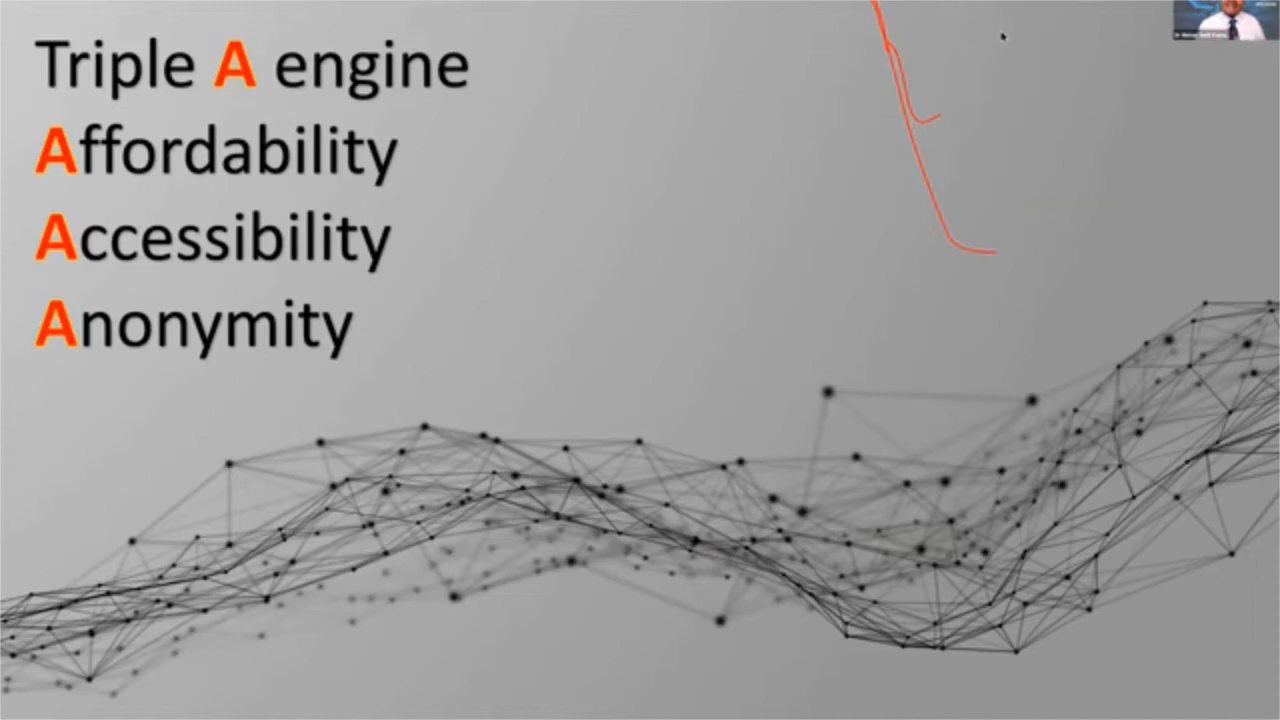 Triple A engine
Affordability
Accessibility
Anonymity